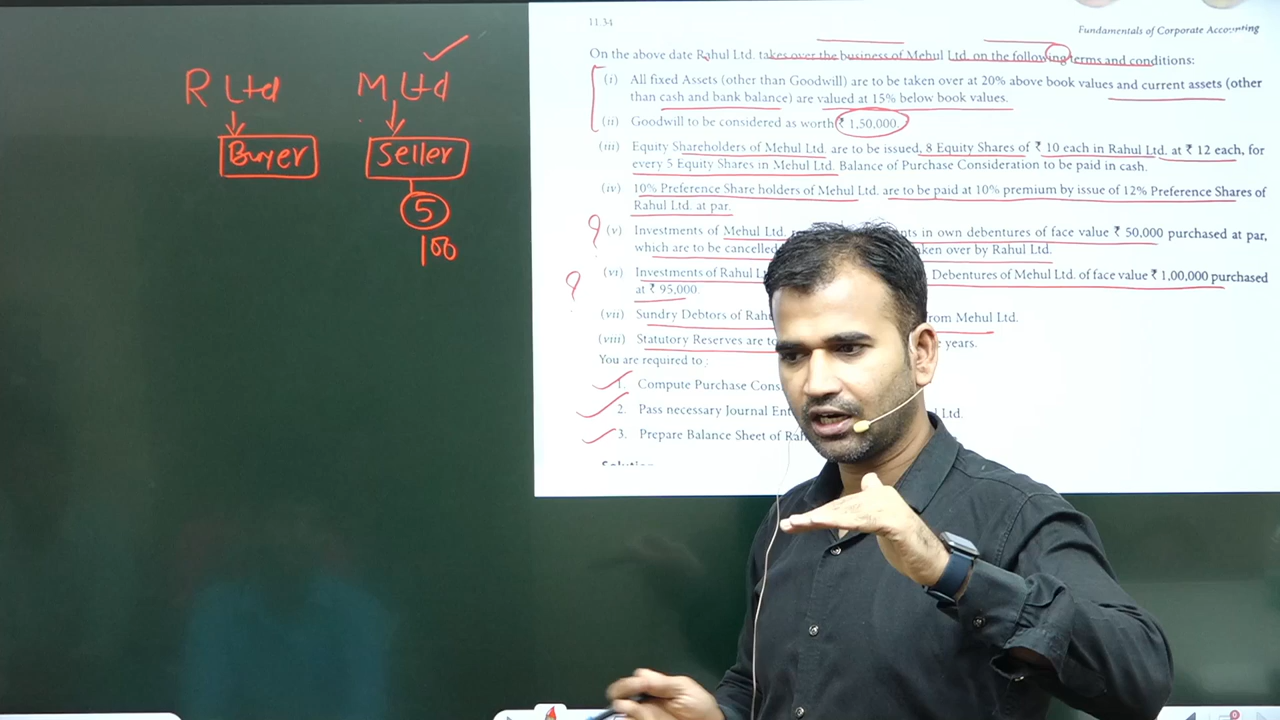 R Ltd
Buyer
M Ltd
Seller
5
100
11.34
Fundamentals of Corporate Accounting
On the above date Rahul Ltd. takes over the business of Mehul Ltd. on the following terms and conditions:
(i) All fixed Assets (other than Goodwill) are to be taken over at 20% above book values and current assets (other
than cash and bank balance) are valued at 15% below book values.
(ii) Goodwill to be considered as worth ₹ 1,50,000.
(iii) Equity Shareholders of Mehul Ltd. are to be issued, 8 Equity Shares of ₹ 10 each in Rahul Ltd. at ₹ 12 each, for
every 5 Equity Shares in Mehul Ltd. Balance of Purchase Consideration to be paid in cash.
(iv) 10% Preference Share holders of Mehul Ltd. are to be paid at 10% premium by issue of 12% Preference Shares of
Rahul Ltd. at par.
? (v) Investments of Mehul Ltd. in own debentures of face value ₹ 50,000 purchased at par,
which are to be cancelled taken over by Rahul Ltd.
? (vi) Investments of Rahul Debentures of Mehul Ltd. of face value ₹ 1,00,000 purchased
at ₹ 95,000.
(vii) Sundry Debtors of from Mehul Ltd.
(viii) Statutory Reserves are to years.
You are required to :
1. Compute Purchase
2. Pass necessary Journal Ltd.
3. Prepare Balance Sheet of
Solution